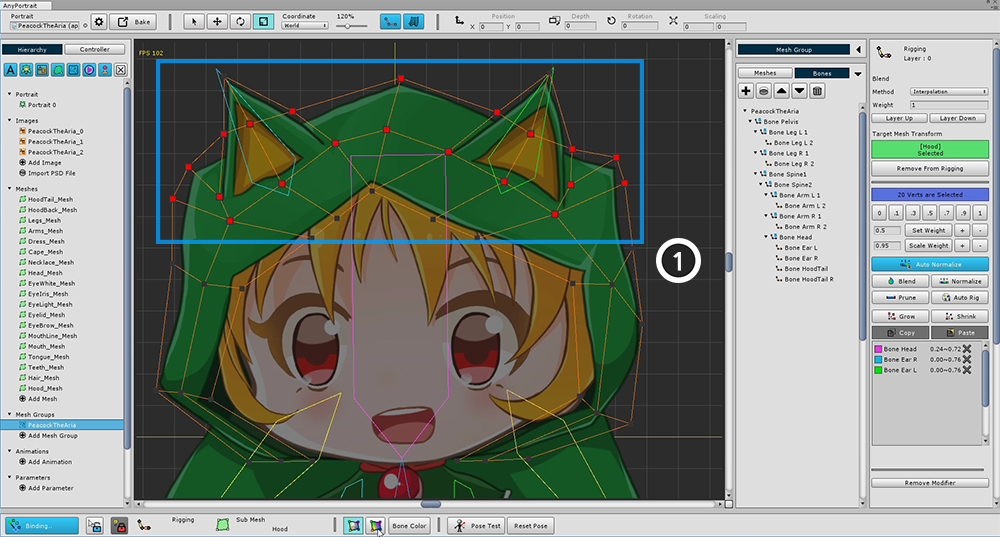 AnyPortrait
Portrait
PeacockTheAria (ap
Bake
Coordinate
World
120%
Position
X 0 Y 0
Depth
0
Rotation
0
Scaling
X 0 Y 0
Hierarchy
Controller
Portrait
Portrait 0
Images
PeacockTheAria_0
PeacockTheAria_1
PeacockTheAria_2
Add Image
Import PSD File
Meshes
HoodTail_Mesh
HoodBack_Mesh
Legs_Mesh
Arms_Mesh
Dress_Mesh
Cape_Mesh
Necklace_Mesh
Head_Mesh
EyeWhite_Mesh
EyeIris_Mesh
EyeLight_Mesh
Eyelid_Mesh
EyeBrow_Mesh
MouthLine_Mesh
Mouth_Mesh
Tongue_Mesh
Teeth_Mesh
Hair_Mesh
Hood_Mesh
Add Mesh
Mesh Groups
PeacockTheAria
Add Mesh Group
Animations
Add Animation
Parameters
Add Parameter
FPS 102
1
Mesh Group
Meshes
Bones
PeacockTheAria
Bone Pelvis
Bone Leg L 1
Bone Leg L 2
Bone Leg R 1
Bone Leg R 2
Bone Spine1
Bone Spine2
Bone Arm L 1
Bone Arm L 2
Bone Arm R 1
Bone Arm R 2
Bone Head
Bone Ear L
Bone Ear R
Bone HoodTail
Bone HoodTail R
Rigging
Layer : 0
Blend
Method
Interpolation
Weight
1
Layer Up
Layer Down
Target Mesh Transform
[Hood]
Selected
Remove From Rigging
20 Verts are Selected
0 .1 .3 .5 .7 .9 1
0.5 Set Weight + -
0.95 Scale Weight + -
Auto Normalize
Blend
Normalize
Prune
Auto Rig
Grow
Shrink
Copy
Paste
Bone Head 0.24~0.72
Bone Ear R 0.00~0.76
Bone Ear L 0.00~0.76
Remove Modifier
Binding...
Rigging
Sub Mesh
Hood
Bone Color
Pose Test
Reset Pose